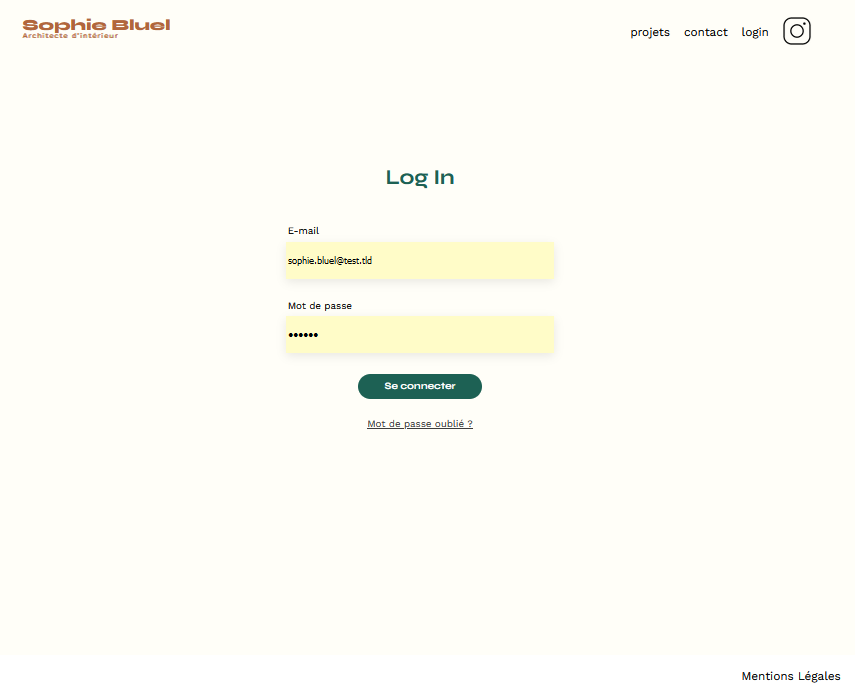 Sophie Bluel
Architecte d'intérieur
projets contact login
Log In
E-mail
sophie.bluel@test.tld
Mot de passe
••••••
Se connecter
Mot de passe oublié ?
Mentions Légales